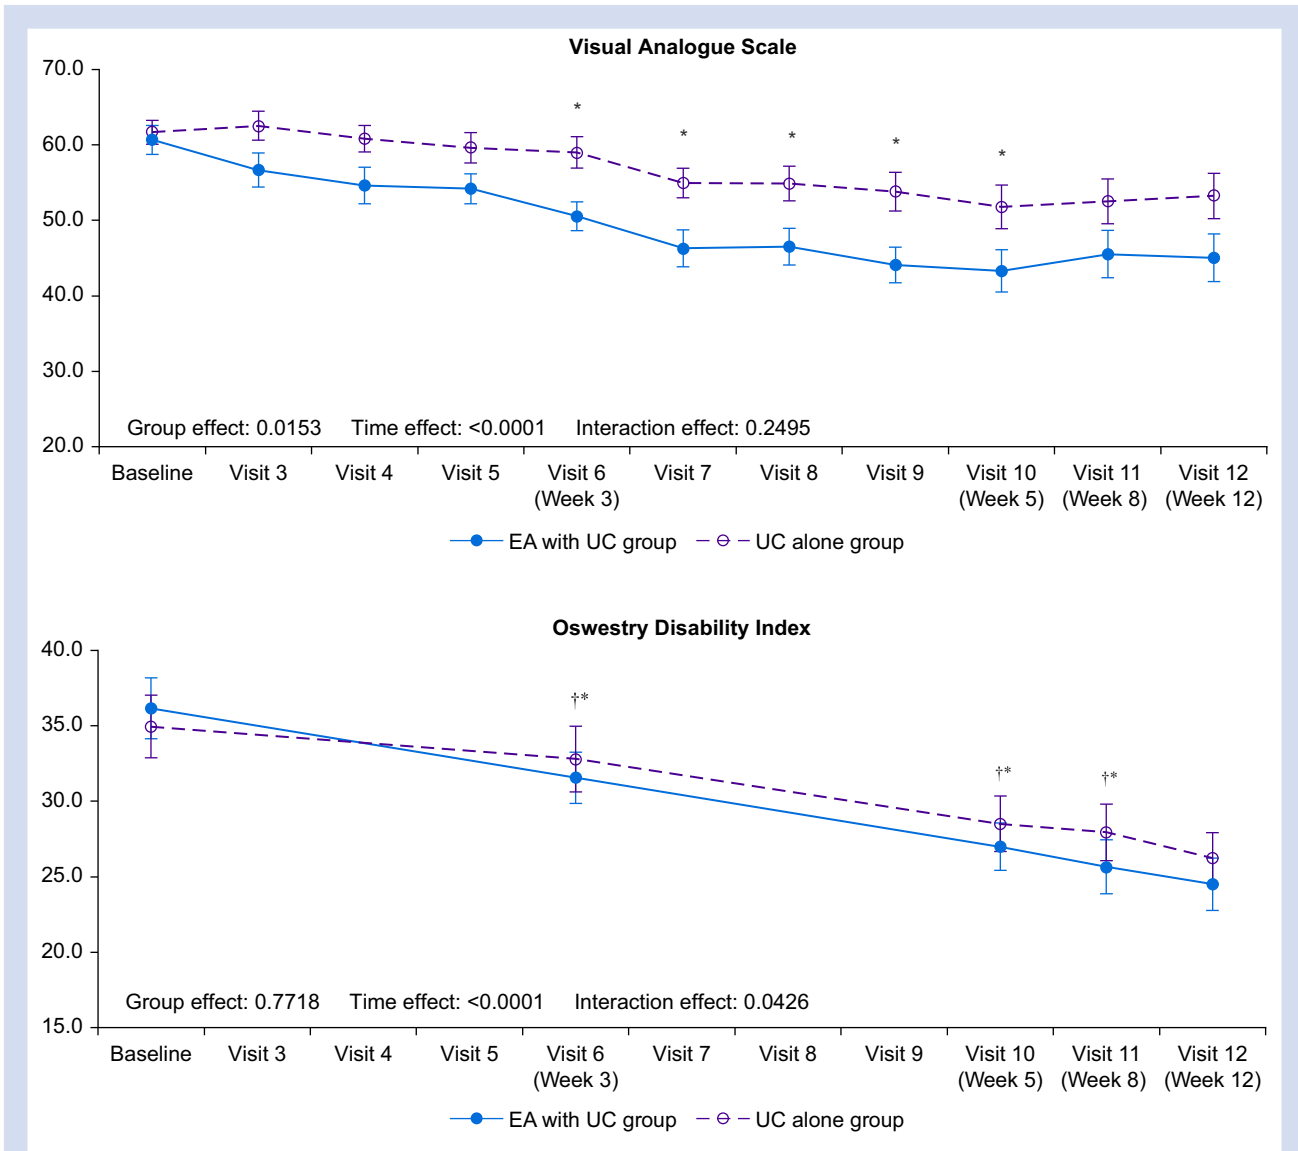 Visual Analogue Scale
70.0
60.0
50.0
40.0
30.0
20.0
* * * * *
Group effect: 0.0153 Time effect: <0.0001 Interaction effect: 0.2495
Baseline Visit 3 Visit 4 Visit 5 Visit 6 Visit 7 Visit 8 Visit 9 Visit 10 Visit 11 Visit 12
(Week 3) (Week 5) (Week 8) (Week 12)
EA with UC group UC alone group
Oswestry Disability Index
40.0
35.0
30.0
25.0
20.0
15.0
†* †* †*
Group effect: 0.7718 Time effect: <0.0001 Interaction effect: 0.0426
Baseline Visit 3 Visit 4 Visit 5 Visit 6 Visit 7 Visit 8 Visit 9 Visit 10 Visit 11 Visit 12
(Week 3) (Week 5) (Week 8) (Week 12)
EA with UC group UC alone group